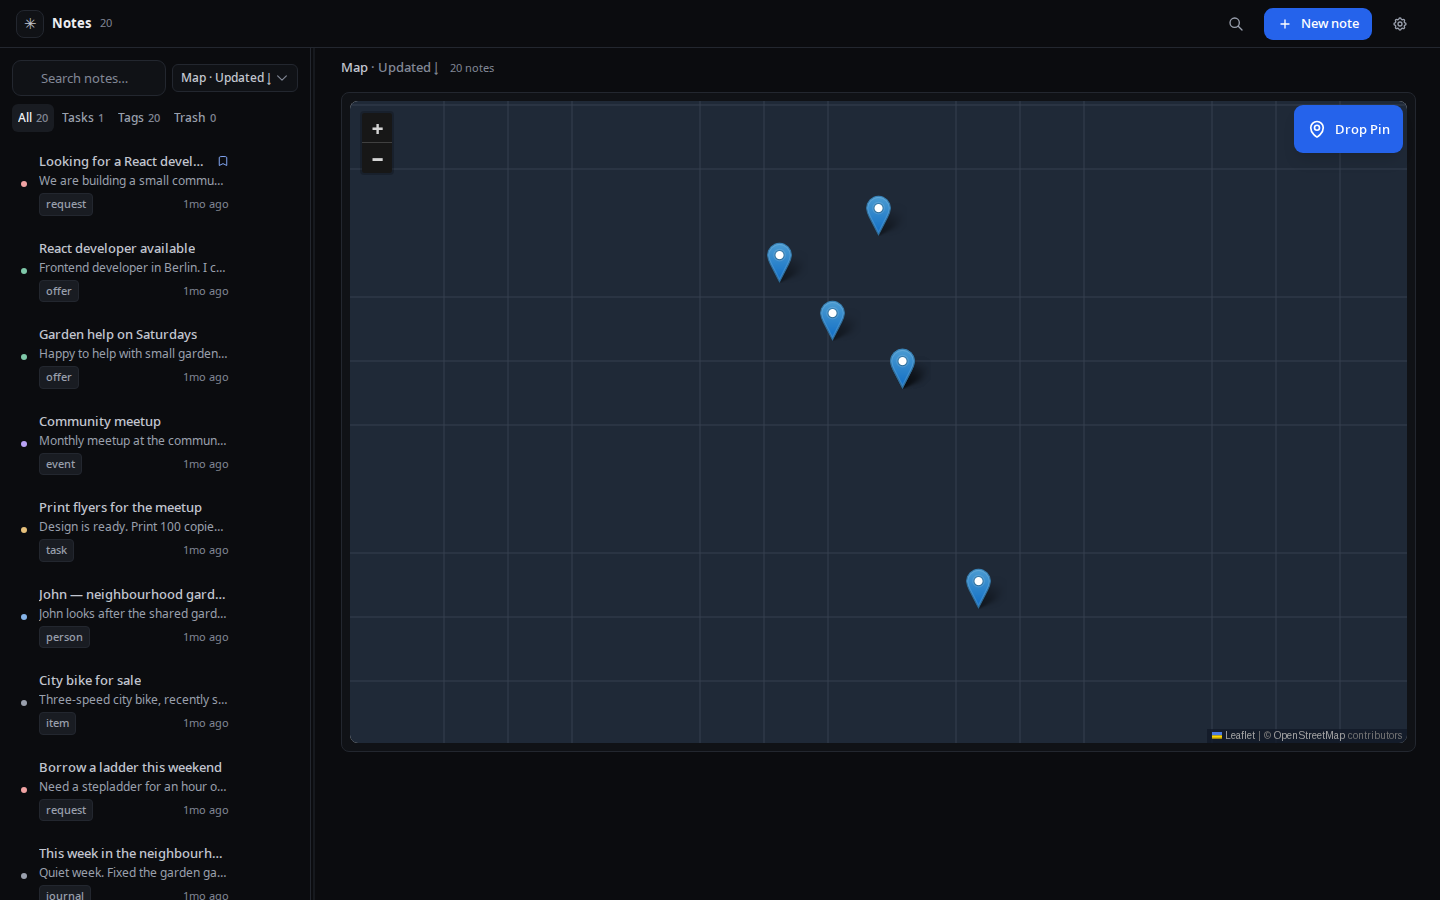 Notes 20
New note
Search notes...
Map · Updated ↓
All 20 Tasks 1 Tags 20 Trash 0
Looking for a React devel...
We are building a small commu...
request 1mo ago
React developer available
Frontend developer in Berlin. I c...
offer 1mo ago
Garden help on Saturdays
Happy to help with small garden...
offer 1mo ago
Community meetup
Monthly meetup at the commun...
event 1mo ago
Print flyers for the meetup
Design is ready. Print 100 copie...
task 1mo ago
John — neighbourhood gard...
John looks after the shared gard...
person 1mo ago
City bike for sale
Three-speed city bike, recently s...
item 1mo ago
Borrow a ladder this weekend
Need a stepladder for an hour o...
request 1mo ago
This week in the neighbourh...
Quiet week. Fixed the garden ga...
journal 1mo ago
Map · Updated ↓ 20 notes
+
−
Drop Pin
Leaflet | © OpenStreetMap contributors